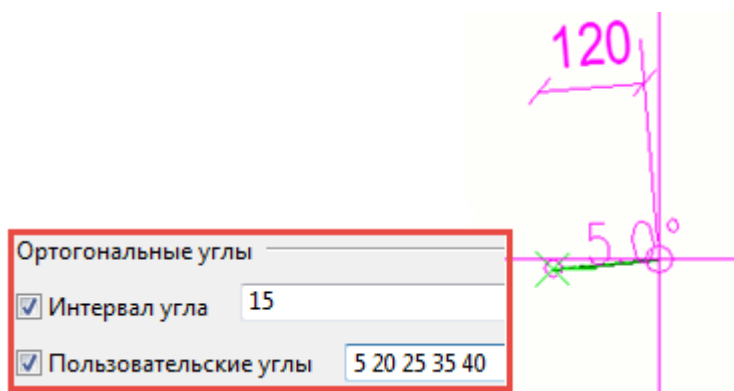 120
5.0°
Ортогональные углы
Интервал угла 15
Пользовательские углы 5 20 25 35 40